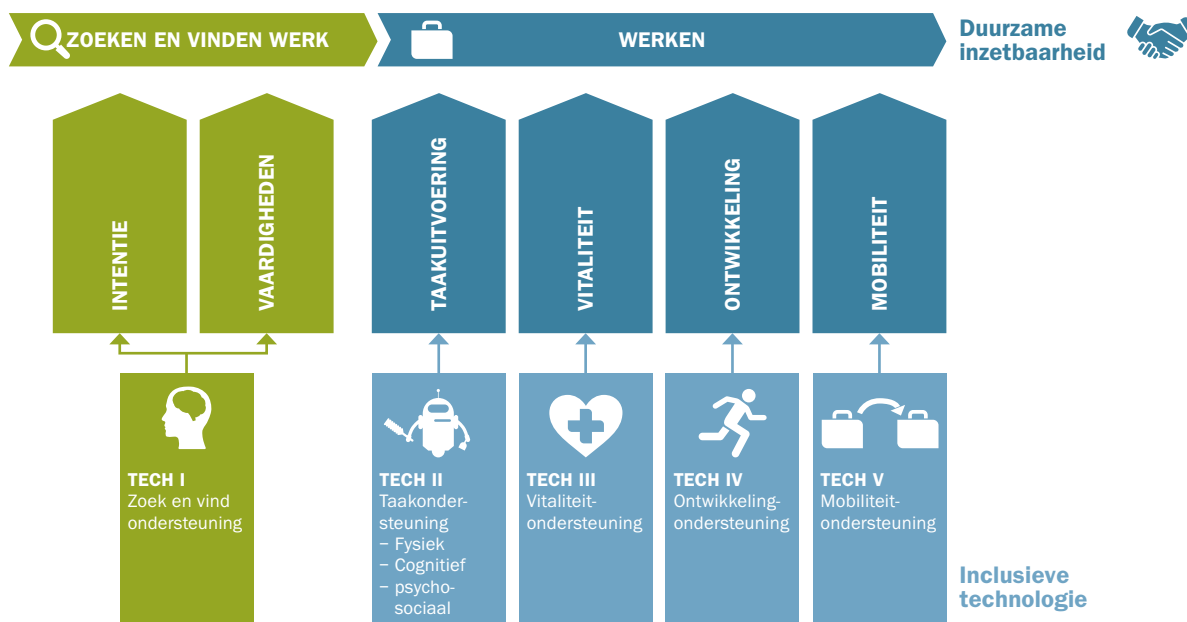 ZOEKEN EN VINDEN WERK
WERKEN
Duurzame
inzetbaarheid
INTENTIE
VAARDIGHEDEN
TAAKUITVOERING
VITALITEIT
ONTWIKKELING
MOBILITEIT
TECH I
Zoek en vind
ondersteuning
TECH II
Taakonder-
steuning
– Fysiek
– Cognitief
– psycho-
sociaal
TECH III
Vitaliteit-
ondersteuning
TECH IV
Ontwikkeling-
ondersteuning
TECH V
Mobiliteit-
ondersteuning
Inclusieve
technologie